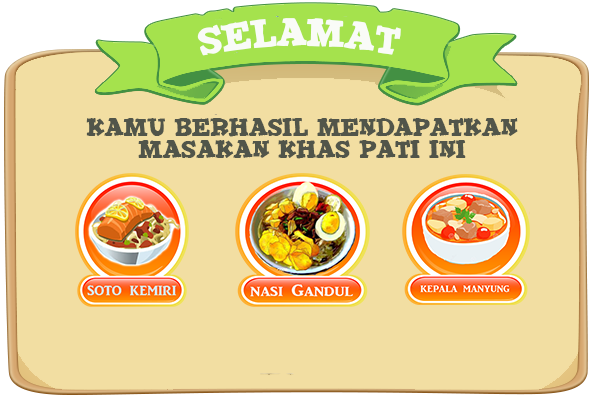 SELAMAT
KAMU BERHASIL MENDAPATKAN
MASAKAN KHAS PATI INI
SOTO KEMIRI
NASI GANDUL
KEPALA MANYUNG